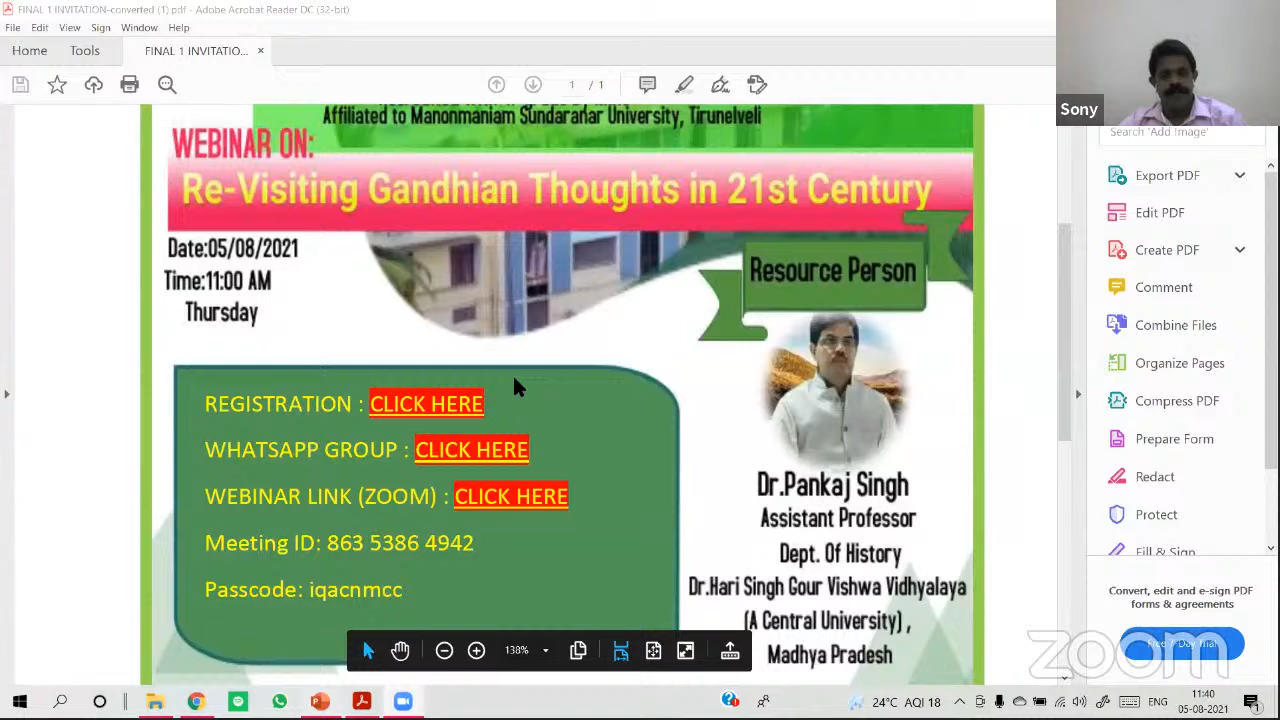 FINAL 1 INVITATION-converted (1).pdf - Adobe Acrobat Reader DC (32-bit)
File Edit View Sign Window Help
Home Tools FINAL 1 INVITATIO... ×
1 / 1
Sony
Search 'Add Image'
Affiliated to Manonmaniam Sundaranar University, Tirunelveli
WEBINAR ON:
Re-Visiting Gandhian Thoughts in 21st Century
Date:05/08/2021
Time:11:00 AM
Thursday
Resource Person
REGISTRATION : CLICK HERE
WHATSAPP GROUP : CLICK HERE
WEBINAR LINK (ZOOM) : CLICK HERE
Meeting ID: 863 5386 4942
Passcode: iqacnmcc
Dr.Pankaj Singh
Assistant Professor
Dept. Of History
Dr.Hari Singh Gour Vishwa Vidhyalaya
(A Central University) ,
Madhya Pradesh
138%
Export PDF
Edit PDF
Create PDF
Comment
Combine Files
Organize Pages
Compress PDF
Prepare Form
Redact
Protect
Fill & Sign
Convert, edit and e-sign PDF
forms & agreements
Free 7-Day Trial
zoom
24°C AQI 18
ENG
11:40
05-08-2021